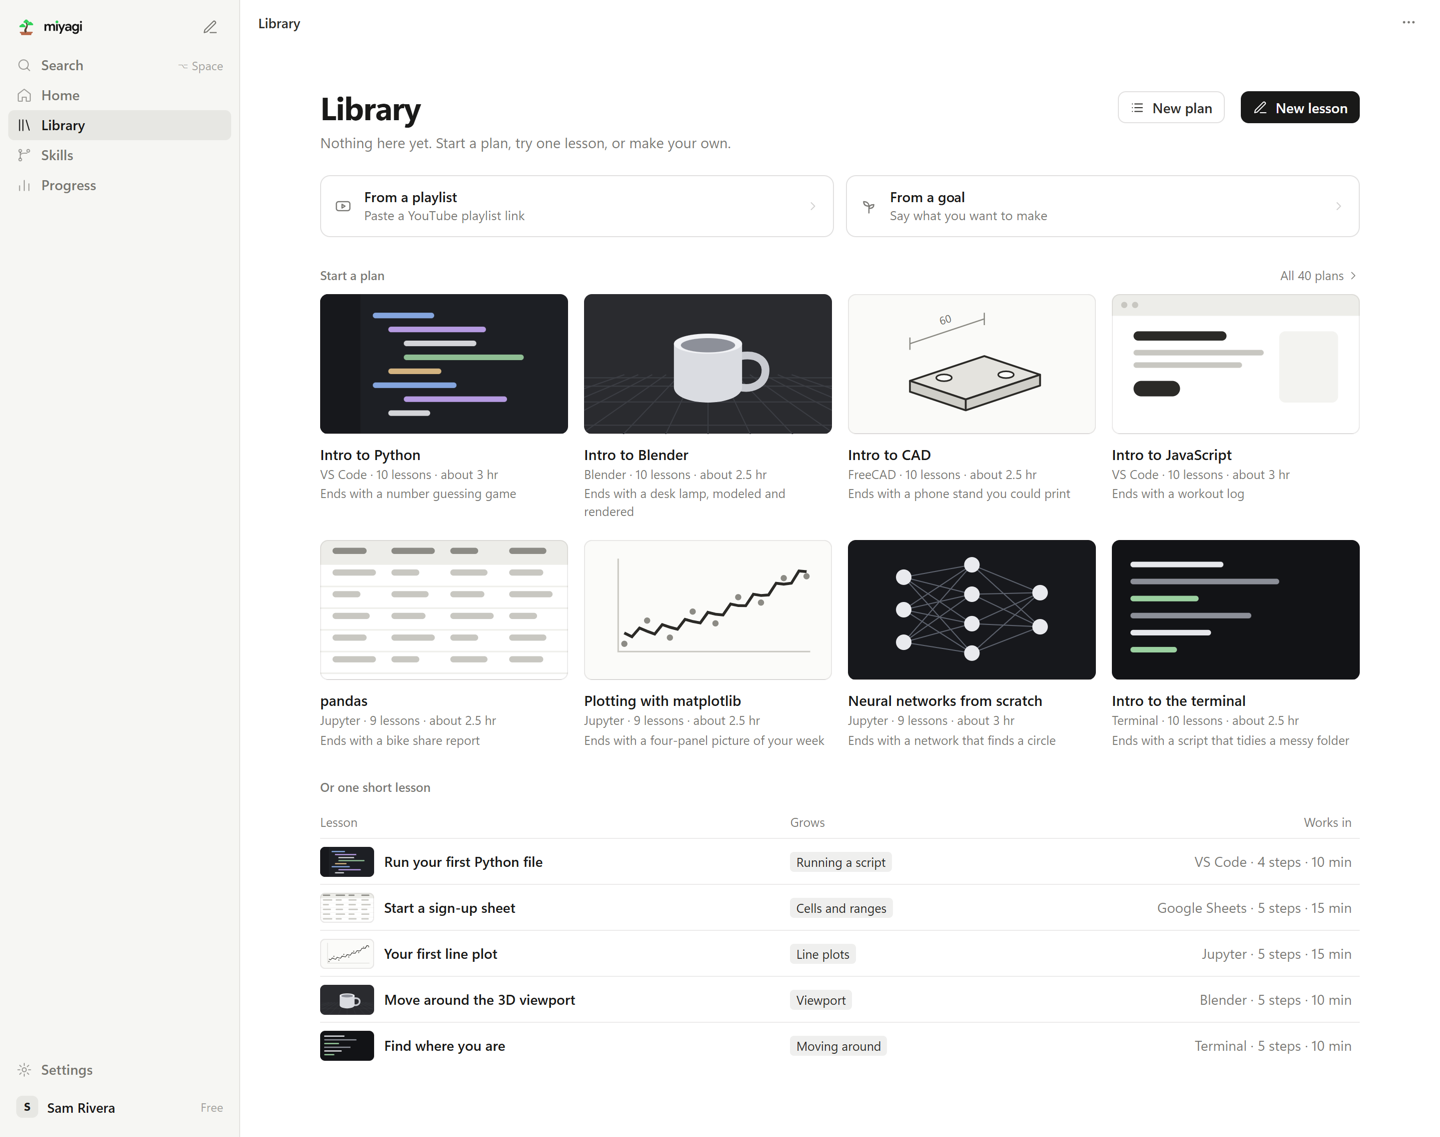 miyagi
Search
⌥ Space
Home
Library
Skills
Progress
Settings
S
Sam Rivera
Free
Library
Library
Nothing here yet. Start a plan, try one lesson, or make your own.
New plan
New lesson
From a playlist
Paste a YouTube playlist link
From a goal
Say what you want to make
Start a plan
All 40 plans
60
Intro to Python
VS Code · 10 lessons · about 3 hr
Ends with a number guessing game
Intro to Blender
Blender · 10 lessons · about 2.5 hr
Ends with a desk lamp, modeled and
rendered
Intro to CAD
FreeCAD · 10 lessons · about 2.5 hr
Ends with a phone stand you could print
Intro to JavaScript
VS Code · 10 lessons · about 3 hr
Ends with a workout log
pandas
Jupyter · 9 lessons · about 2.5 hr
Ends with a bike share report
Plotting with matplotlib
Jupyter · 9 lessons · about 2.5 hr
Ends with a four-panel picture of your week
Neural networks from scratch
Jupyter · 9 lessons · about 3 hr
Ends with a network that finds a circle
Intro to the terminal
Terminal · 10 lessons · about 2.5 hr
Ends with a script that tidies a messy folder
Or one short lesson
Lesson
Grows
Works in
Run your first Python file
Running a script
VS Code · 4 steps · 10 min
Start a sign-up sheet
Cells and ranges
Google Sheets · 5 steps · 15 min
Your first line plot
Line plots
Jupyter · 5 steps · 15 min
Move around the 3D viewport
Viewport
Blender · 5 steps · 10 min
Find where you are
Moving around
Terminal · 5 steps · 10 min